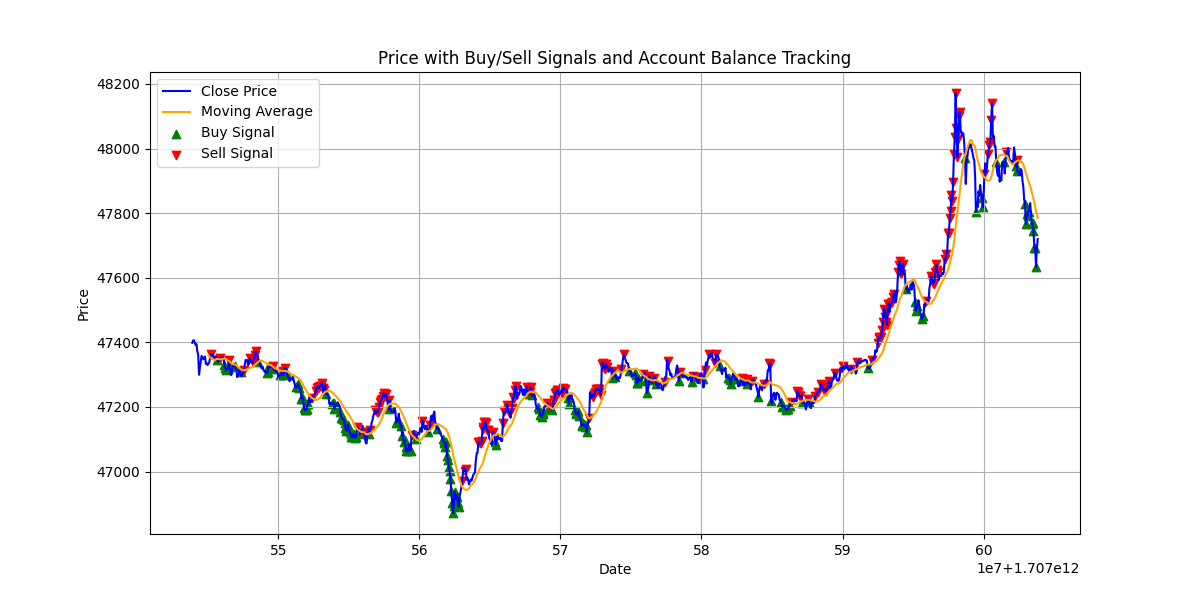 Price with Buy/Sell Signals and Account Balance Tracking
Close Price
Moving Average
Buy Signal
Sell Signal
48200
48000
47800
47600
47400
47200
47000
Price
55 56 57 58 59 60
Date
1e7+1.707e12